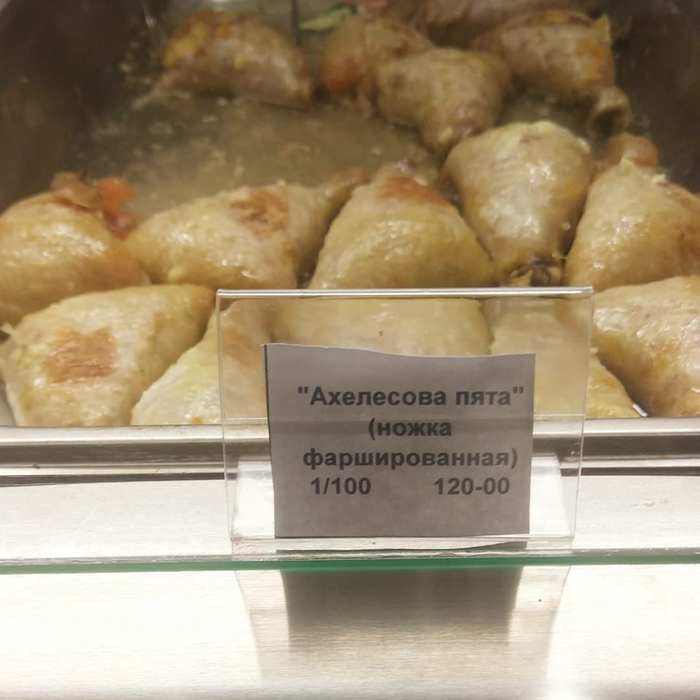 "Ахелесова пята"
(ножка
фаршированная)
1/100 120-00